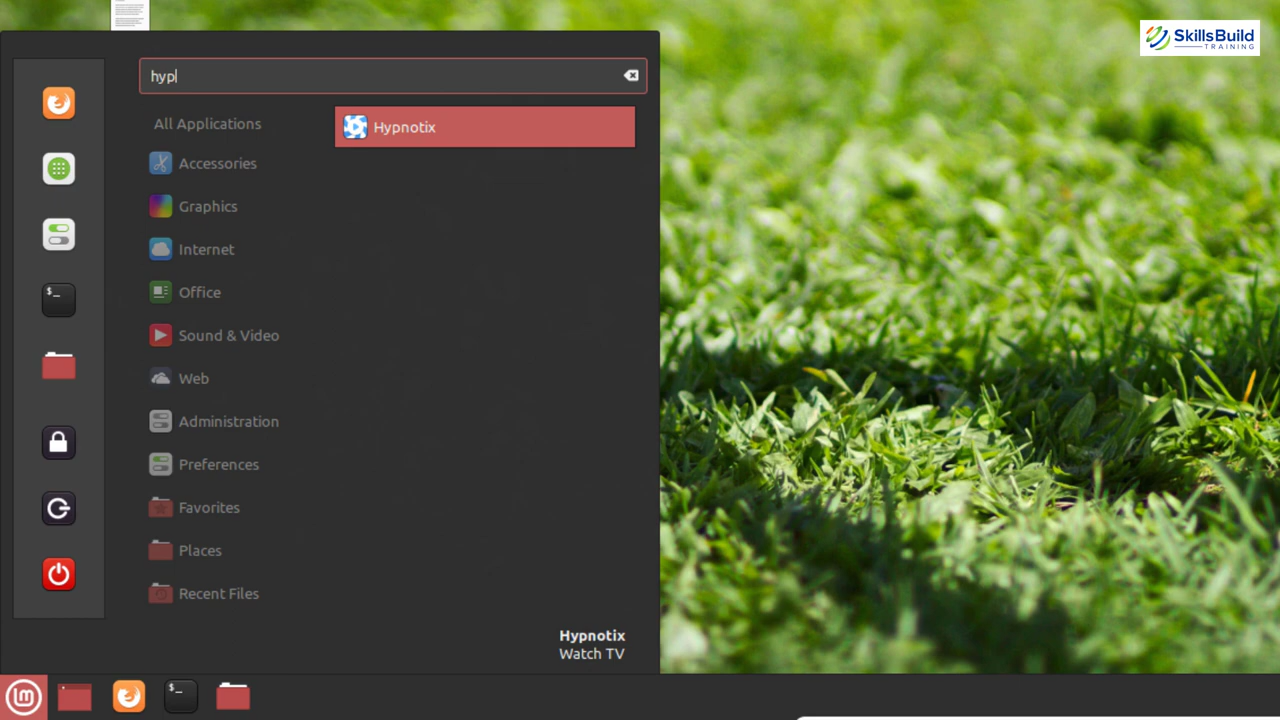 SkillsBuild
TRAINING
hyp
All Applications
Hypnotix
Accessories
Graphics
Internet
Office
Sound & Video
Web
Administration
Preferences
Favorites
Places
Recent Files
Hypnotix
Watch TV
$_
$_
lm